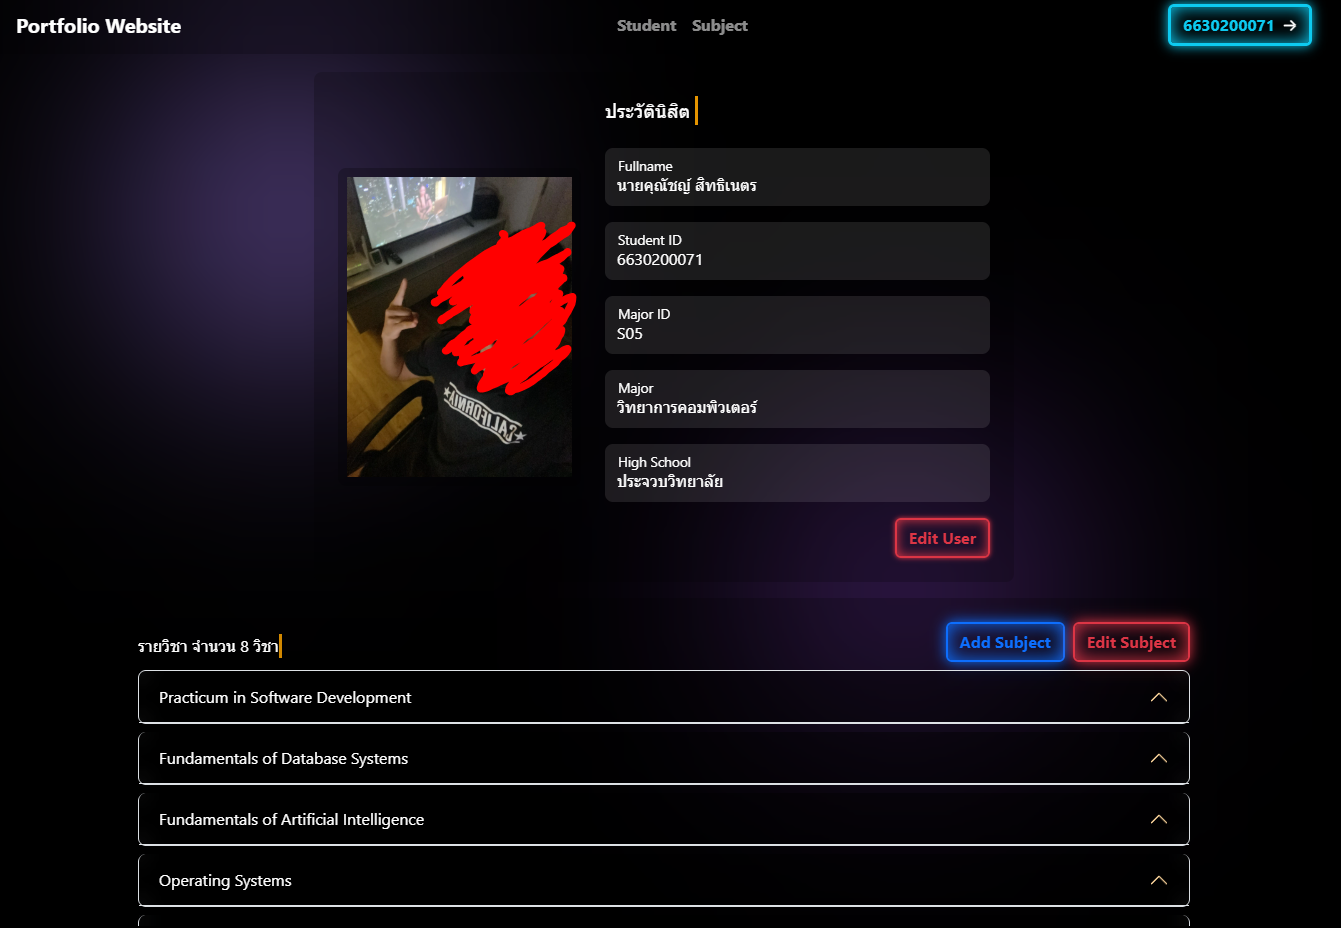 Portfolio Website
Student Subject
6630200071
ประวัตินิสิต
Fullname
นายคุณัชญ์ สิทธิเนตร
Student ID
6630200071
Major ID
S05
Major
วิทยาการคอมพิวเตอร์
High School
ประจวบวิทยาลัย
CALIFORNIA
Edit User
รายวิชา จำนวน 8 วิชา
Add Subject
Edit Subject
Practicum in Software Development
Fundamentals of Database Systems
Fundamentals of Artificial Intelligence
Operating Systems